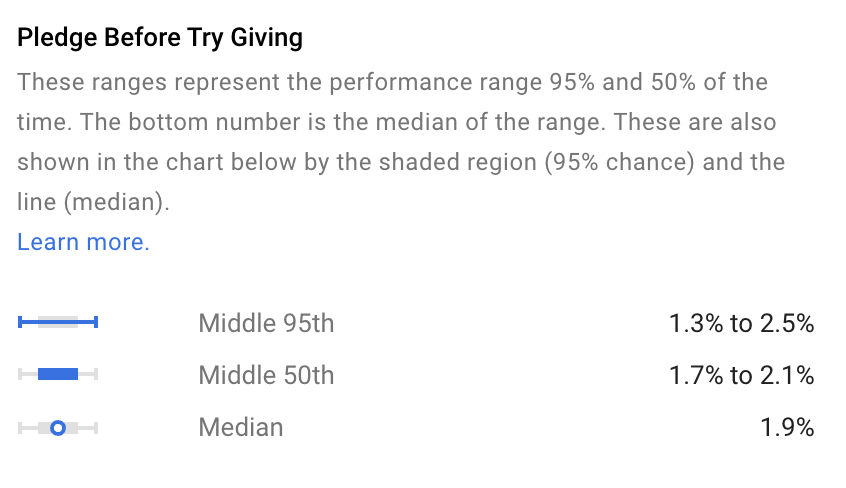 Pledge Before Try Giving
These ranges represent the performance range 95% and 50% of the
time. The bottom number is the median of the range. These are also
shown in the chart below by the shaded region (95% chance) and the
line (median).
Learn more.
Middle 95th 1.3% to 2.5%
Middle 50th 1.7% to 2.1%
Median 1.9%